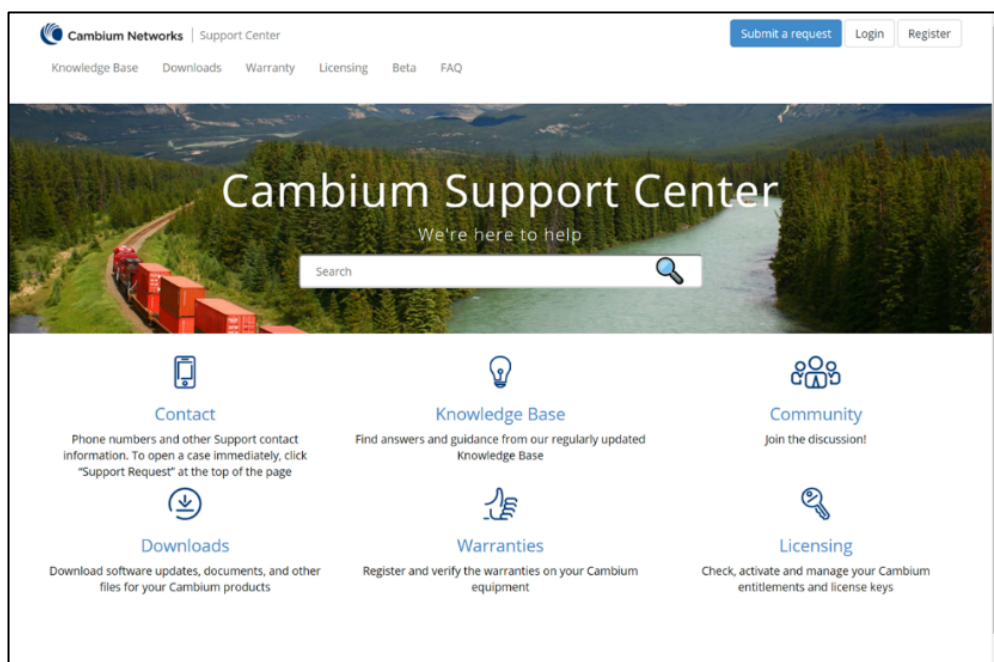 Cambium Networks | Support Center
Submit a request
Login
Register
Knowledge Base
Downloads
Warranty
Licensing
Beta
FAQ
Cambium Support Center
We're here to help
Search
Contact
Phone numbers and other Support contact
information. To open a case immediately, click
"Support Request" at the top of the page
Knowledge Base
Find answers and guidance from our regularly updated
Knowledge Base
Community
Join the discussion!
Downloads
Download software updates, documents, and other
files for your Cambium products
Warranties
Register and verify the warranties on your Cambium
equipment
Licensing
Check, activate and manage your Cambium
entitlements and license keys